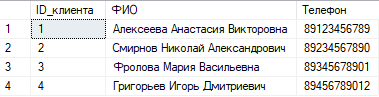 ID_клиента ФИО Телефон
1 1 Алексеева Анастасия Викторовна 89123456789
2 2 Смирнов Николай Александрович 89234567890
3 3 Фролова Мария Васильевна 89345678901
4 4 Григорьев Игорь Дмитриевич 89456789012